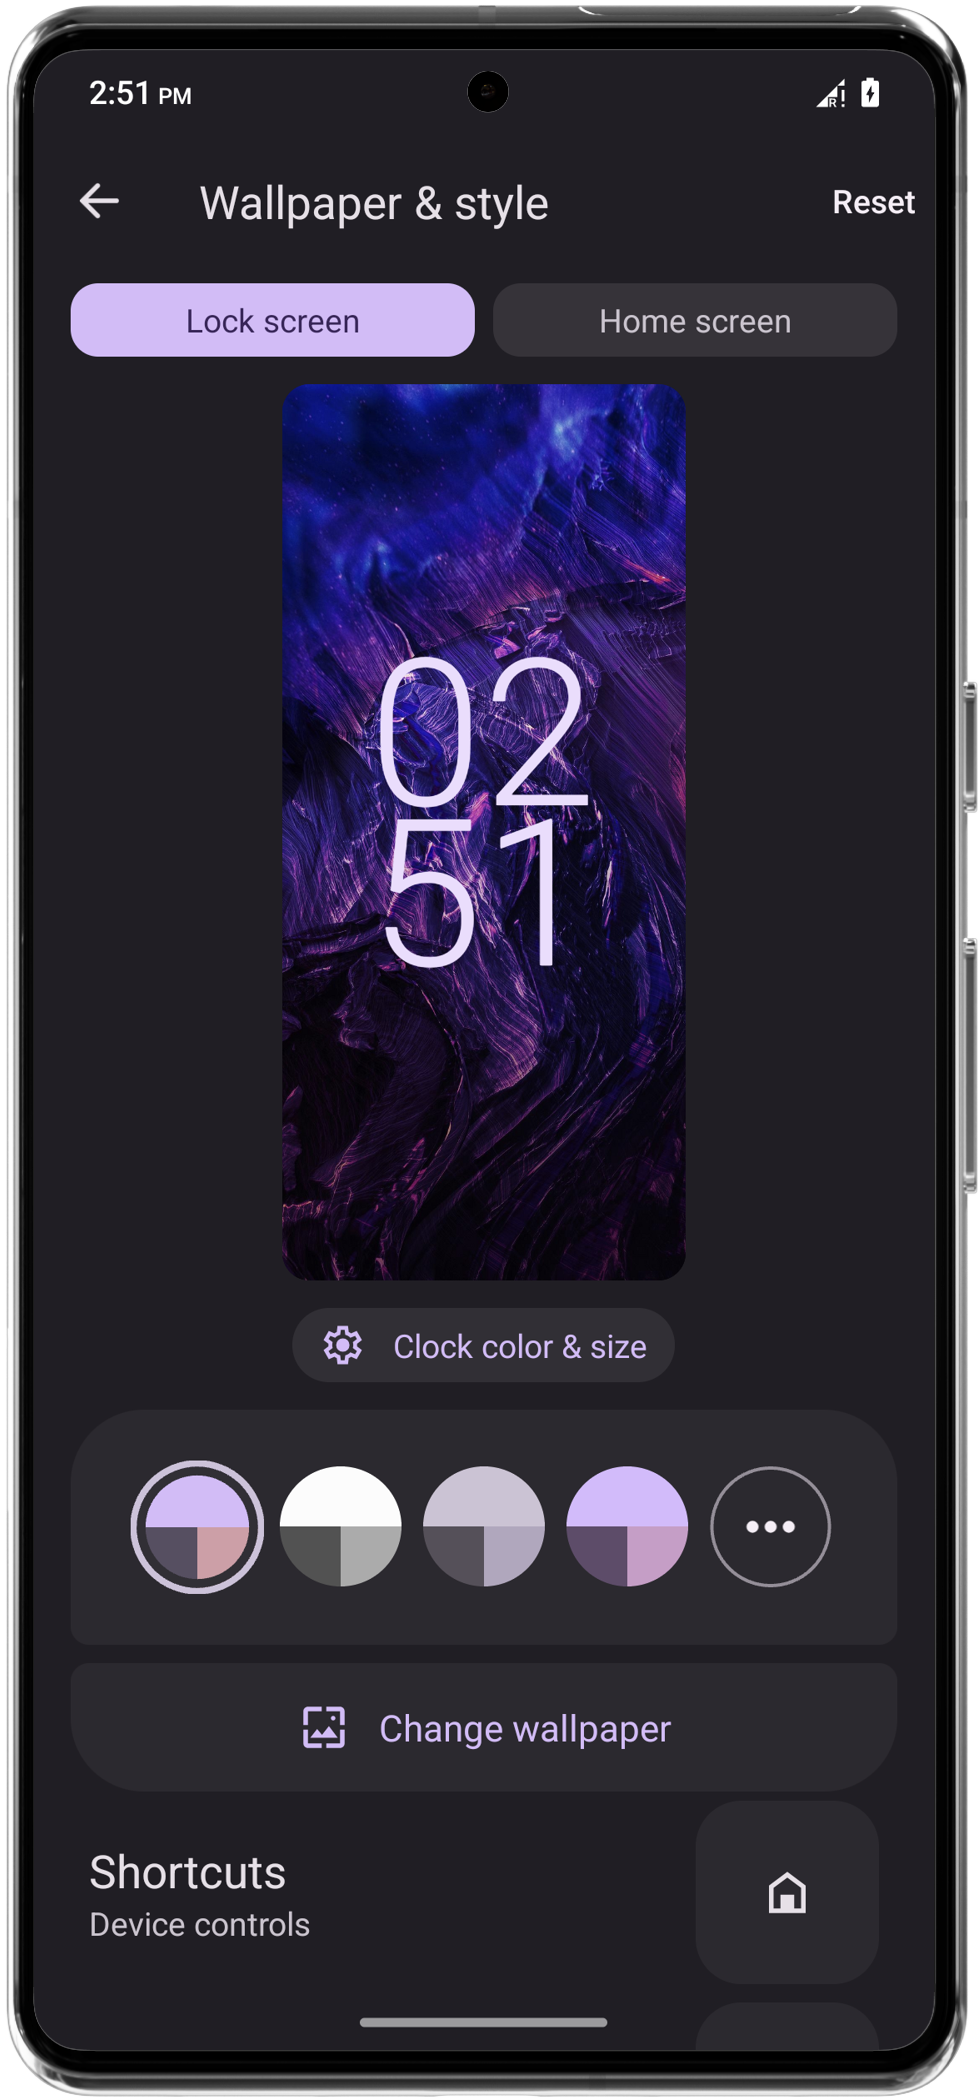 2:51 PM
R!
Wallpaper & style
Reset
Lock screen
Home screen
02
51
Clock color & size
Change wallpaper
Shortcuts
Device controls